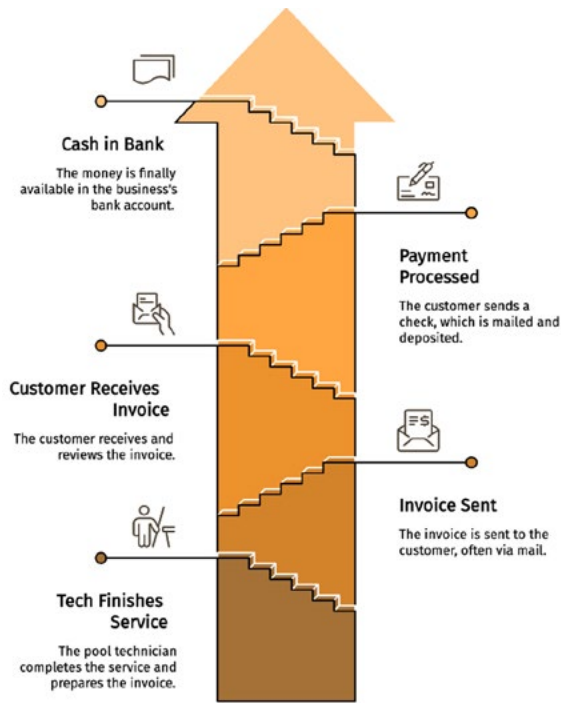 Cash in Bank
The money is finally
available in the business's
bank account.
Payment
Processed
The customer sends a
check, which is mailed and
deposited.
Customer Receives
Invoice
The customer receives and
reviews the invoice.
Invoice Sent
The invoice is sent to the
customer, often via mail.
Tech Finishes
Service
The pool technician
completes the service and
prepares the invoice.
$